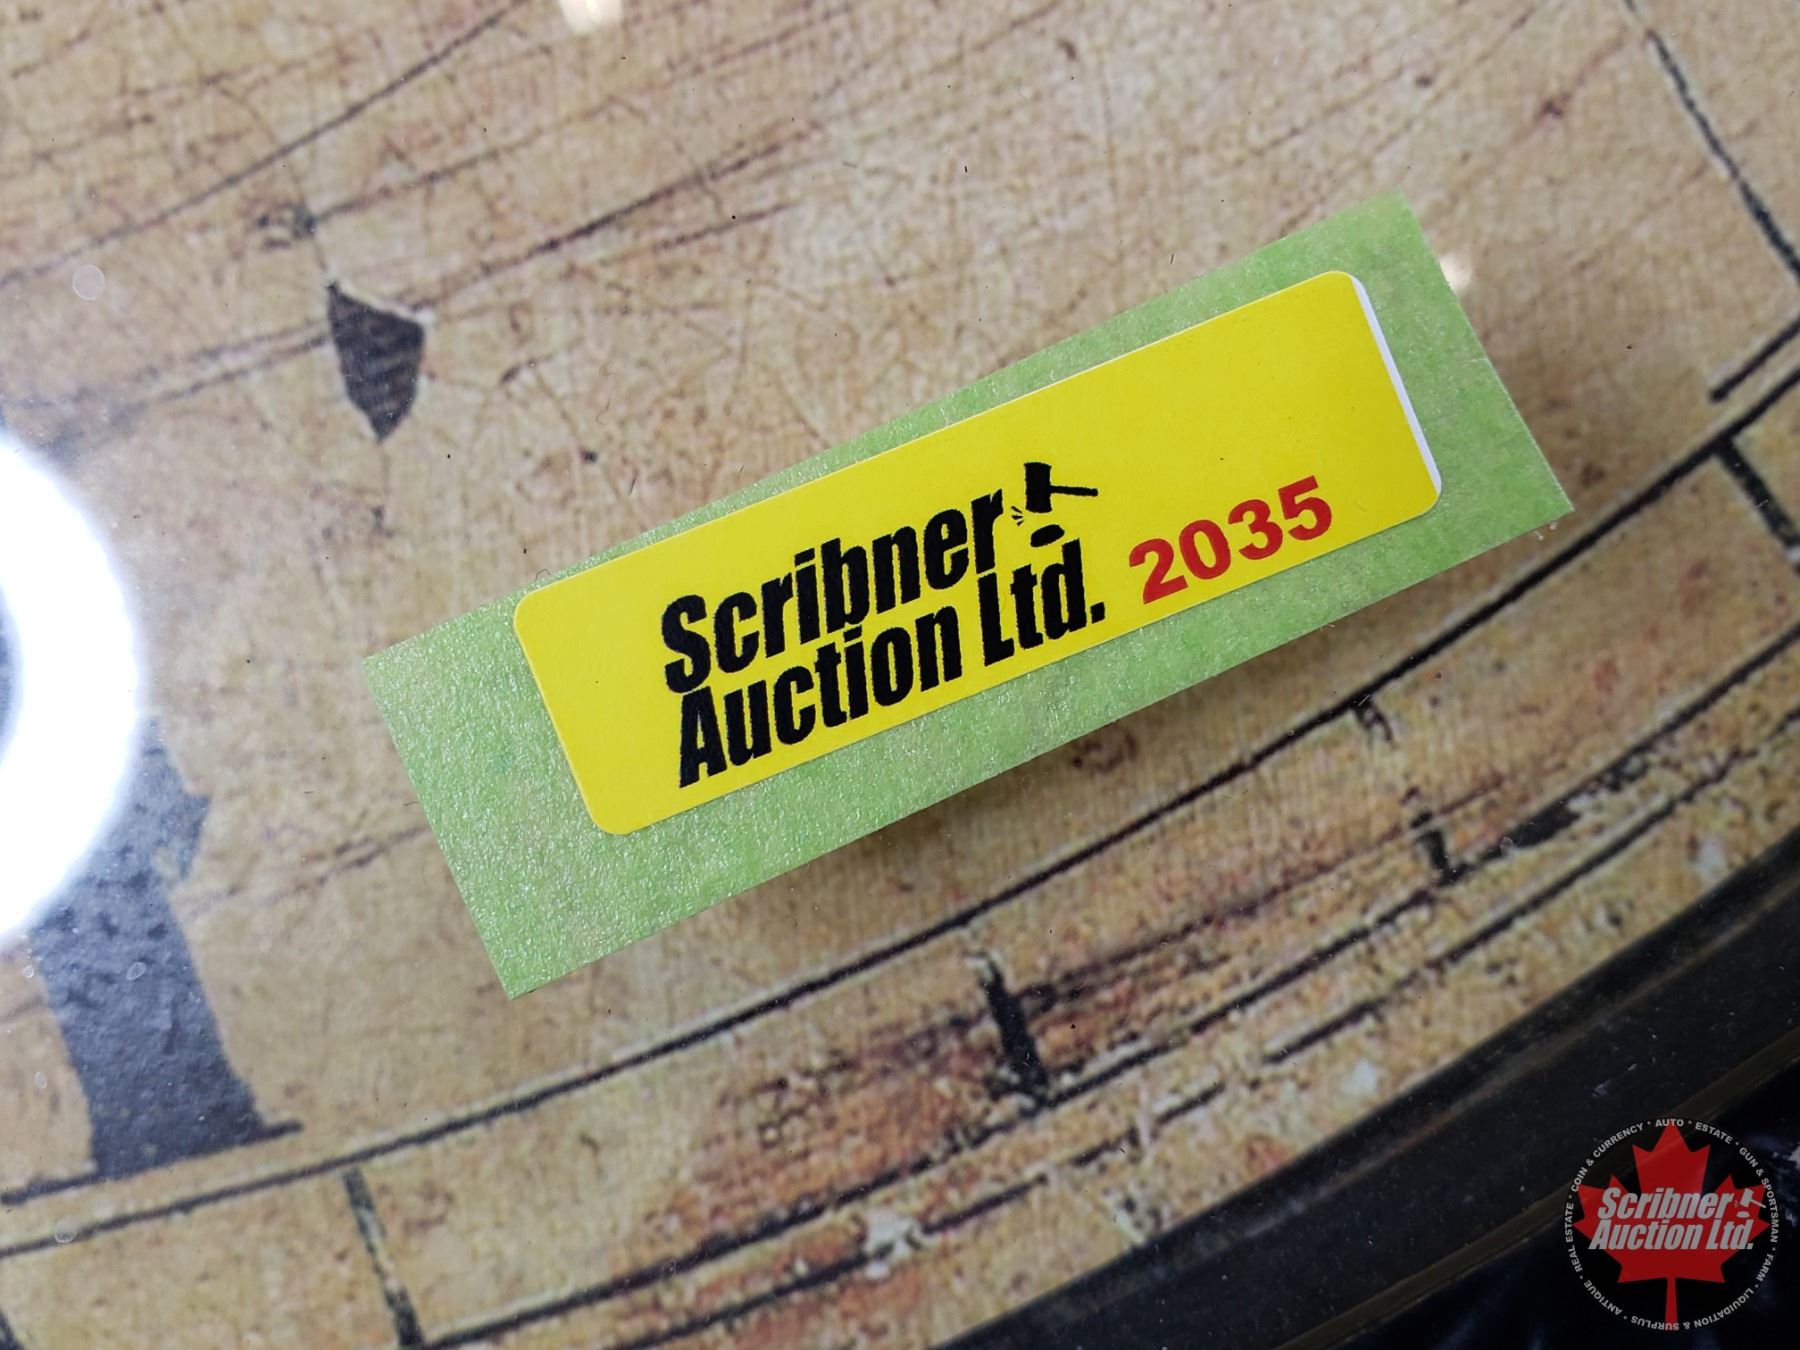 Scribner
Auction Ltd. 2035
COIN & CURRENCY • AUTO • ESTATE • GUN & SPORTSMAN • FARM • LIQUIDATION & SURPLUS • ANTIQUE • REAL ESTATE •
Scribner
Auction Ltd.